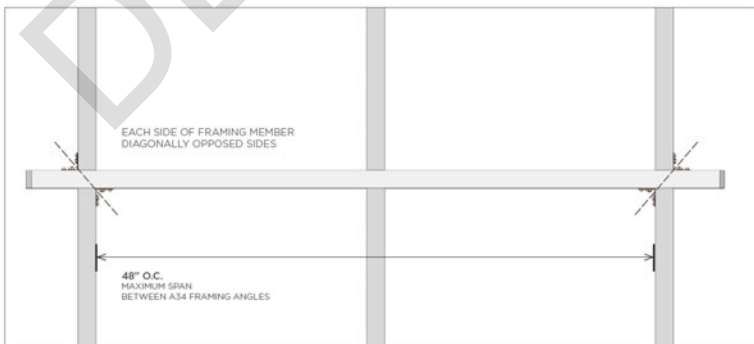 EACH SIDE OF FRAMING MEMBER
DIAGONALLY OPPOSED SIDES
48" O.C.
MAXIMUM SPAN
BETWEEN A34 FRAMING ANGLES